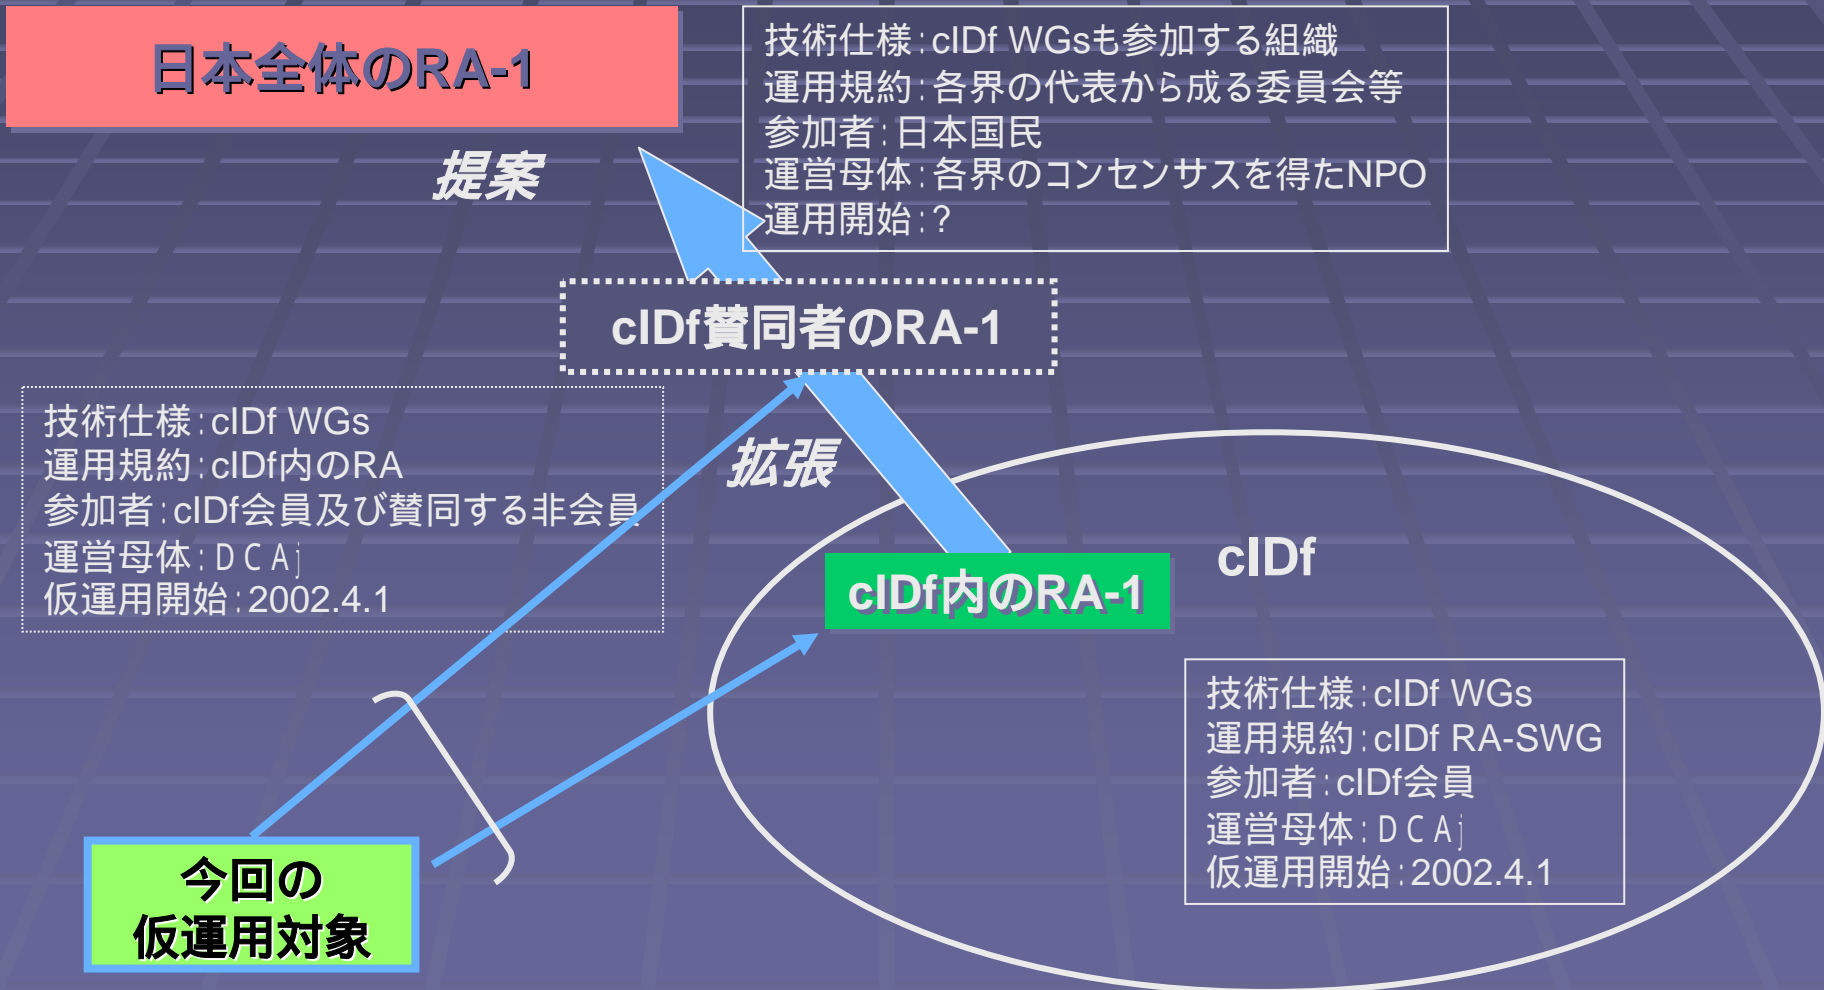 日本全体のRA-1
技術仕様:cIDf WGsも参加する組織
運用規約:各界の代表から成る委員会等
参加者:日本国民
運営母体:各界のコンセンサスを得たNPO
運用開始:?
提案
cIDf賛同者のRA-1
技術仕様:cIDf WGs
運用規約:cIDf内のRA
参加者:cIDf会員及び賛同する非会員
運営母体:DCAj
仮運用開始:2002.4.1
拡張
cIDf
cIDf内のRA-1
技術仕様:cIDf WGs
運用規約:cIDf RA-SWG
参加者:cIDf会員
運営母体:DCAj
仮運用開始:2002.4.1
今回の
仮運用対象